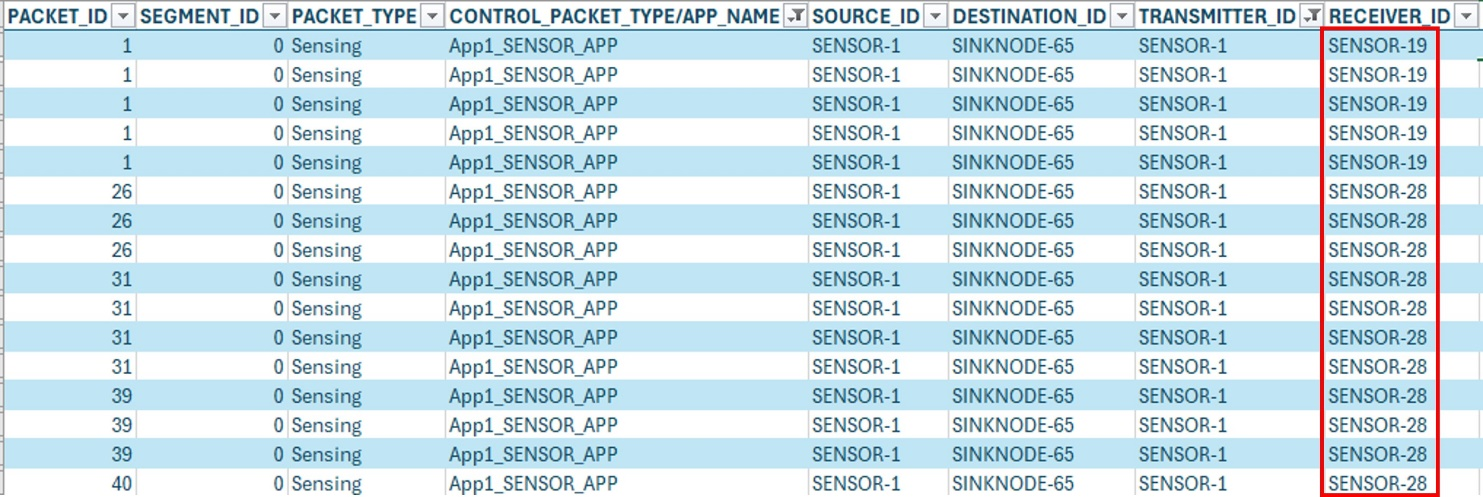 PACKET_ID SEGMENT_ID PACKET_TYPE CONTROL_PACKET_TYPE/APP_NAME SOURCE_ID DESTINATION_ID TRANSMITTER_ID RECEIVER_ID
1 0 Sensing App1_SENSOR_APP SENSOR-1 SINKNODE-65 SENSOR-1 SENSOR-19
1 0 Sensing App1_SENSOR_APP SENSOR-1 SINKNODE-65 SENSOR-1 SENSOR-19
1 0 Sensing App1_SENSOR_APP SENSOR-1 SINKNODE-65 SENSOR-1 SENSOR-19
1 0 Sensing App1_SENSOR_APP SENSOR-1 SINKNODE-65 SENSOR-1 SENSOR-19
1 0 Sensing App1_SENSOR_APP SENSOR-1 SINKNODE-65 SENSOR-1 SENSOR-19
26 0 Sensing App1_SENSOR_APP SENSOR-1 SINKNODE-65 SENSOR-1 SENSOR-28
26 0 Sensing App1_SENSOR_APP SENSOR-1 SINKNODE-65 SENSOR-1 SENSOR-28
26 0 Sensing App1_SENSOR_APP SENSOR-1 SINKNODE-65 SENSOR-1 SENSOR-28
31 0 Sensing App1_SENSOR_APP SENSOR-1 SINKNODE-65 SENSOR-1 SENSOR-28
31 0 Sensing App1_SENSOR_APP SENSOR-1 SINKNODE-65 SENSOR-1 SENSOR-28
31 0 Sensing App1_SENSOR_APP SENSOR-1 SINKNODE-65 SENSOR-1 SENSOR-28
31 0 Sensing App1_SENSOR_APP SENSOR-1 SINKNODE-65 SENSOR-1 SENSOR-28
39 0 Sensing App1_SENSOR_APP SENSOR-1 SINKNODE-65 SENSOR-1 SENSOR-28
39 0 Sensing App1_SENSOR_APP SENSOR-1 SINKNODE-65 SENSOR-1 SENSOR-28
39 0 Sensing App1_SENSOR_APP SENSOR-1 SINKNODE-65 SENSOR-1 SENSOR-28
40 0 Sensing App1_SENSOR_APP SENSOR-1 SINKNODE-65 SENSOR-1 SENSOR-28